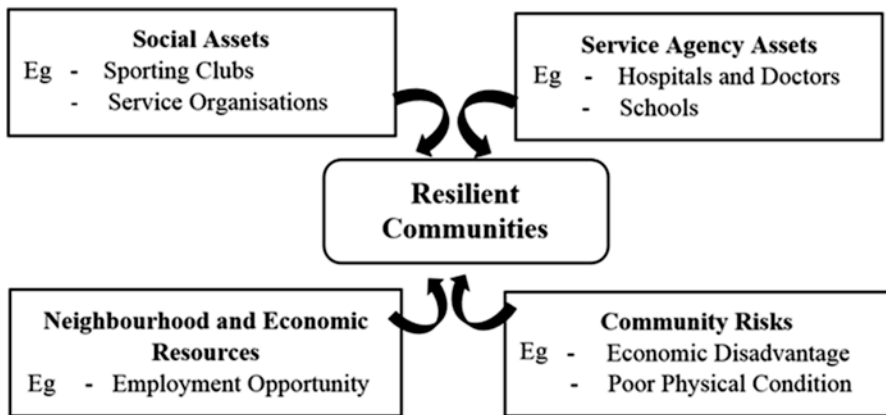 Social Assets
Eg - Sporting Clubs
- Service Organisations
Service Agency Assets
Eg - Hospitals and Doctors
- Schools
Resilient
Communities
Neighbourhood and Economic
Resources
Eg - Employment Opportunity
Community Risks
Eg - Economic Disadvantage
- Poor Physical Condition